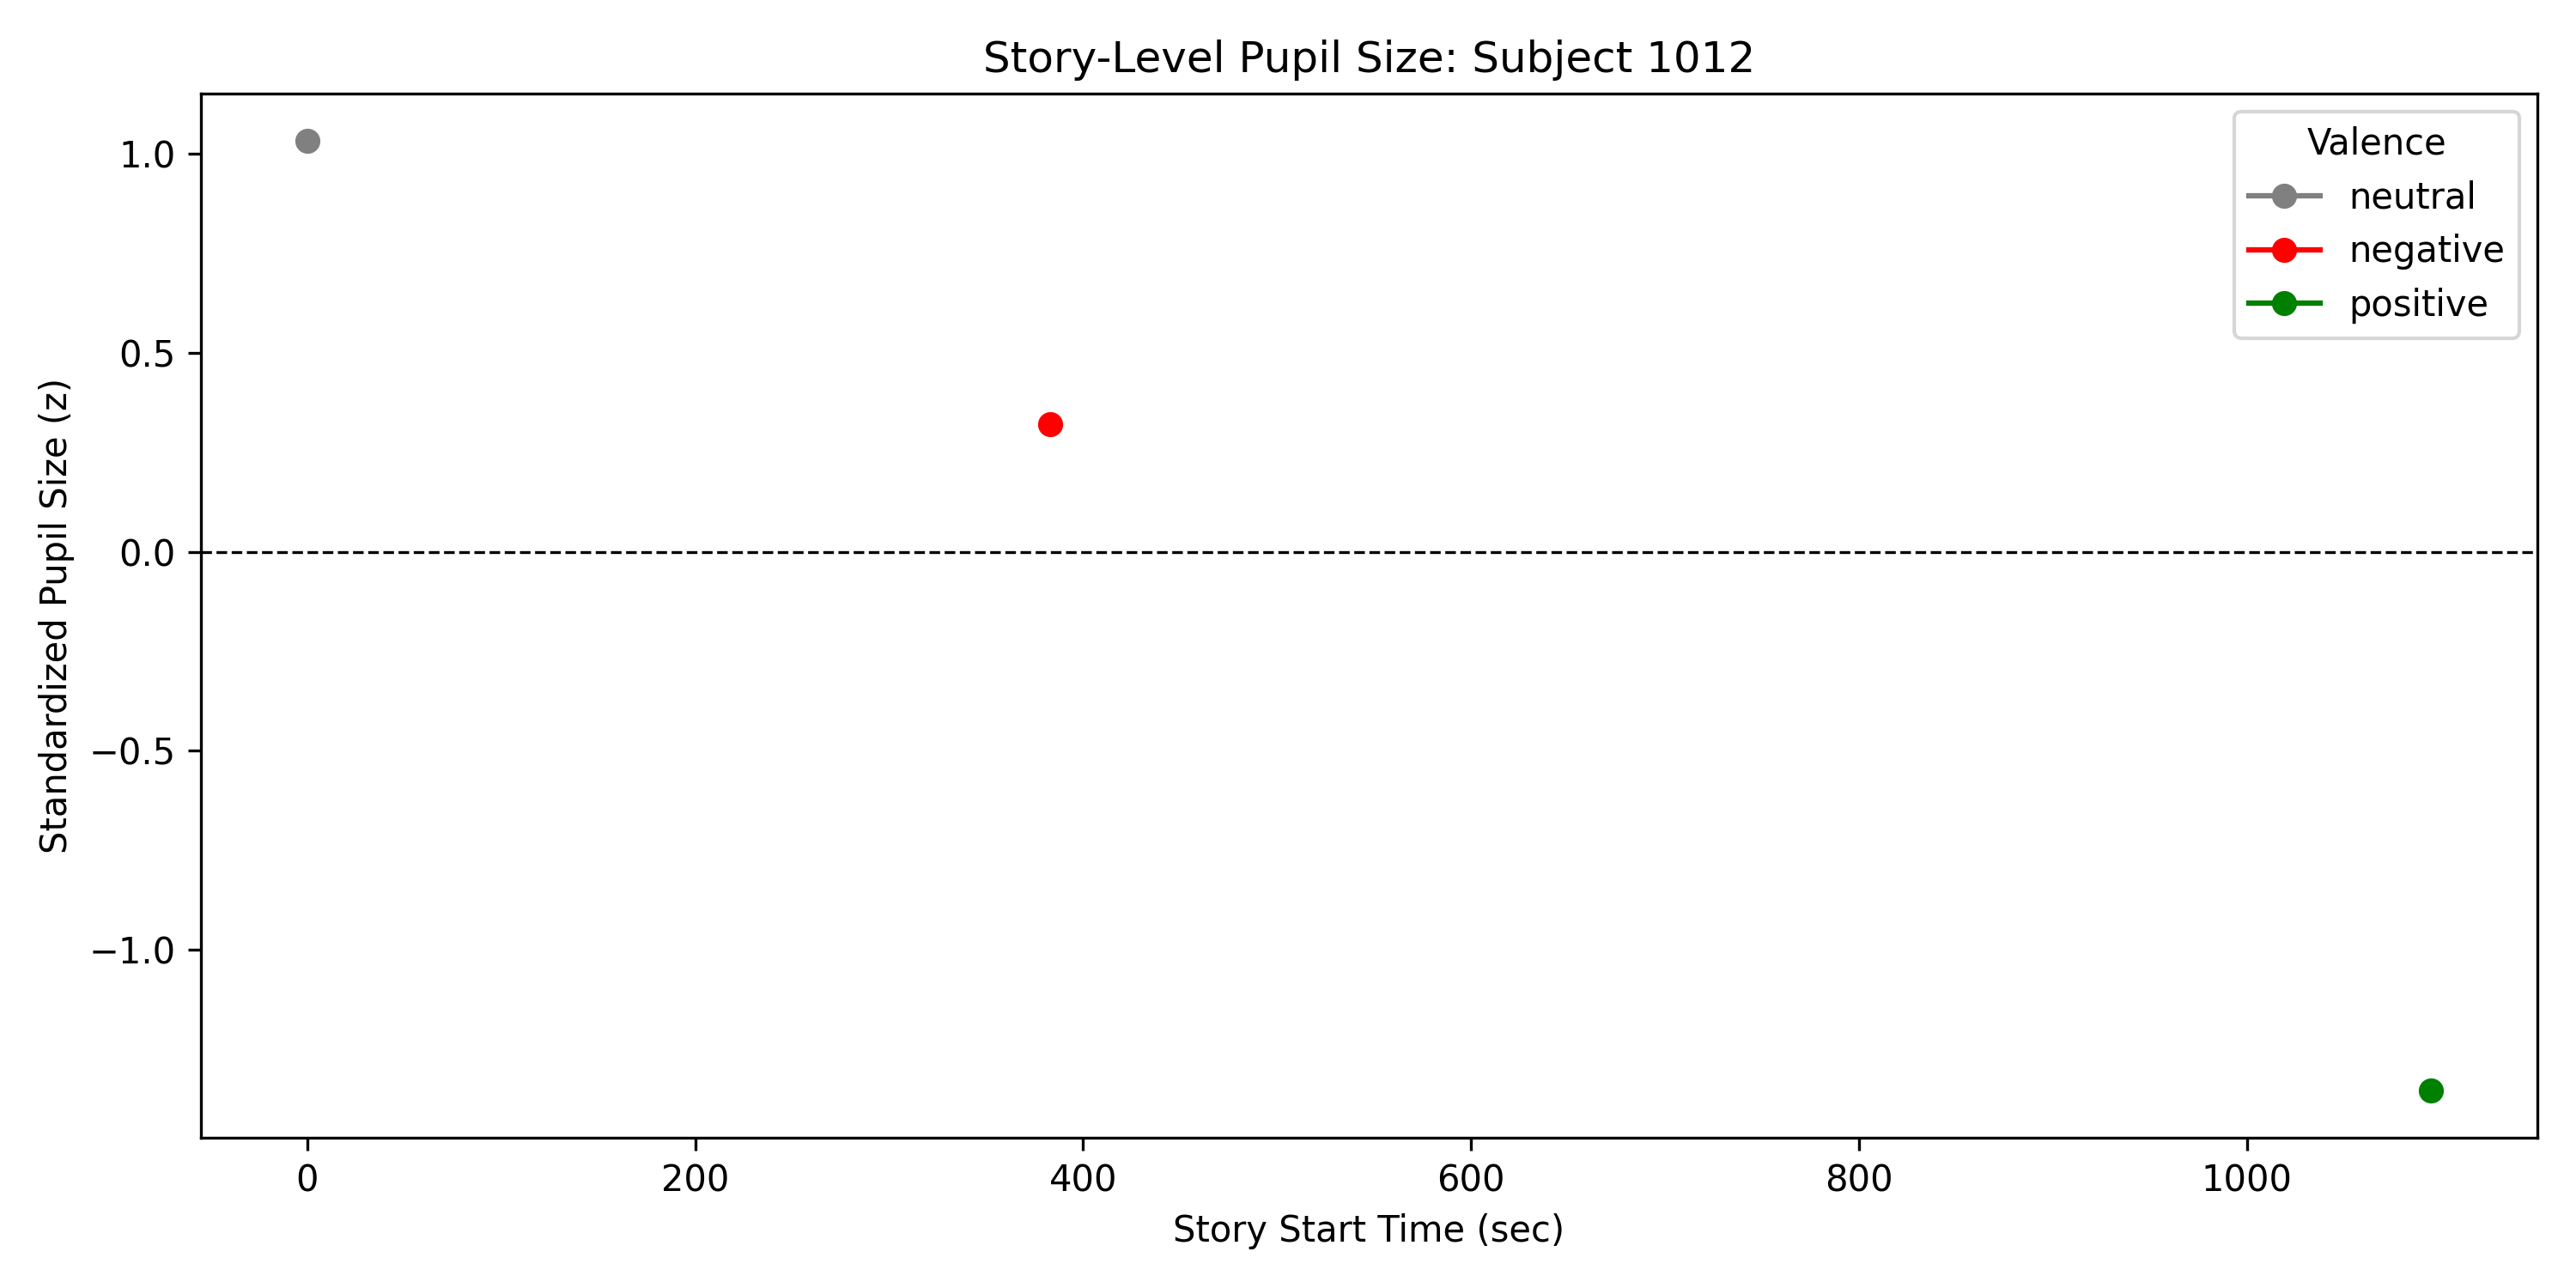 Story-Level Pupil Size: Subject 1012
Valence
neutral
negative
positive
Standardized Pupil Size (z)
1.0
0.5
0.0
−0.5
−1.0
0 200 400 600 800 1000
Story Start Time (sec)